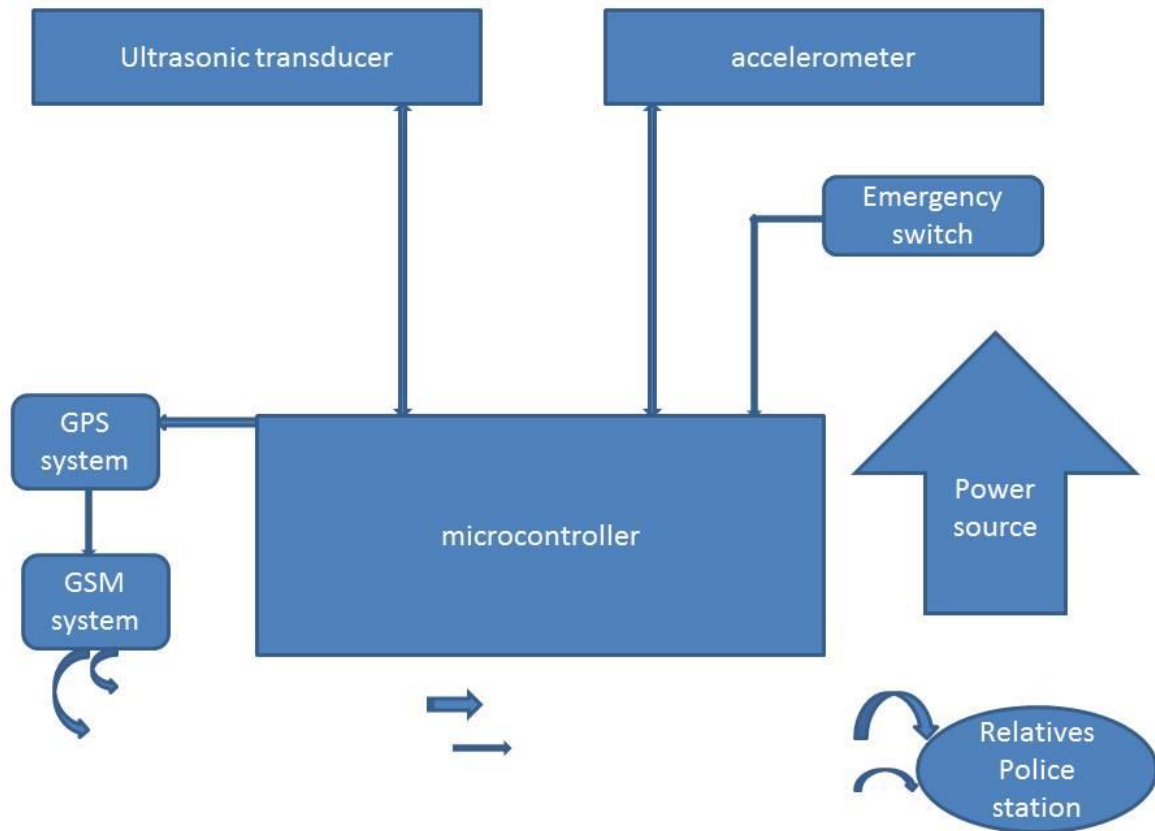 Ultrasonic transducer
accelerometer
Emergency
switch
GPS
system
Power
source
microcontroller
GSM
system
Relatives
Police
station